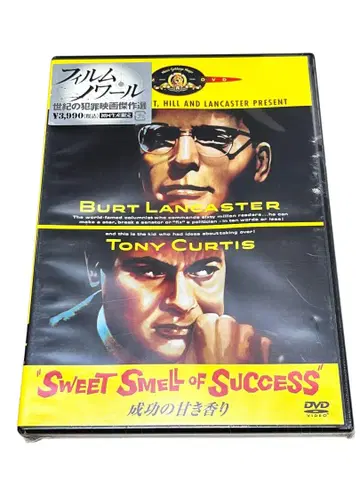 フィルム
ノワール
世紀の犯罪映画傑作選
¥3,990(税込)
DVD
T, HILL AND LANCASTER PRESENT
BURT LANCASTER
The world-famed columnist who commands sixty million readers...he can
make a star, break a senator or "fix" a politician - in ten words or less!
and this is the kid who had ideas about taking over!
TONY CURTIS
"SWEET SMELL OF SUCCESS"
成功の甘き香り
DVD
VIDEO